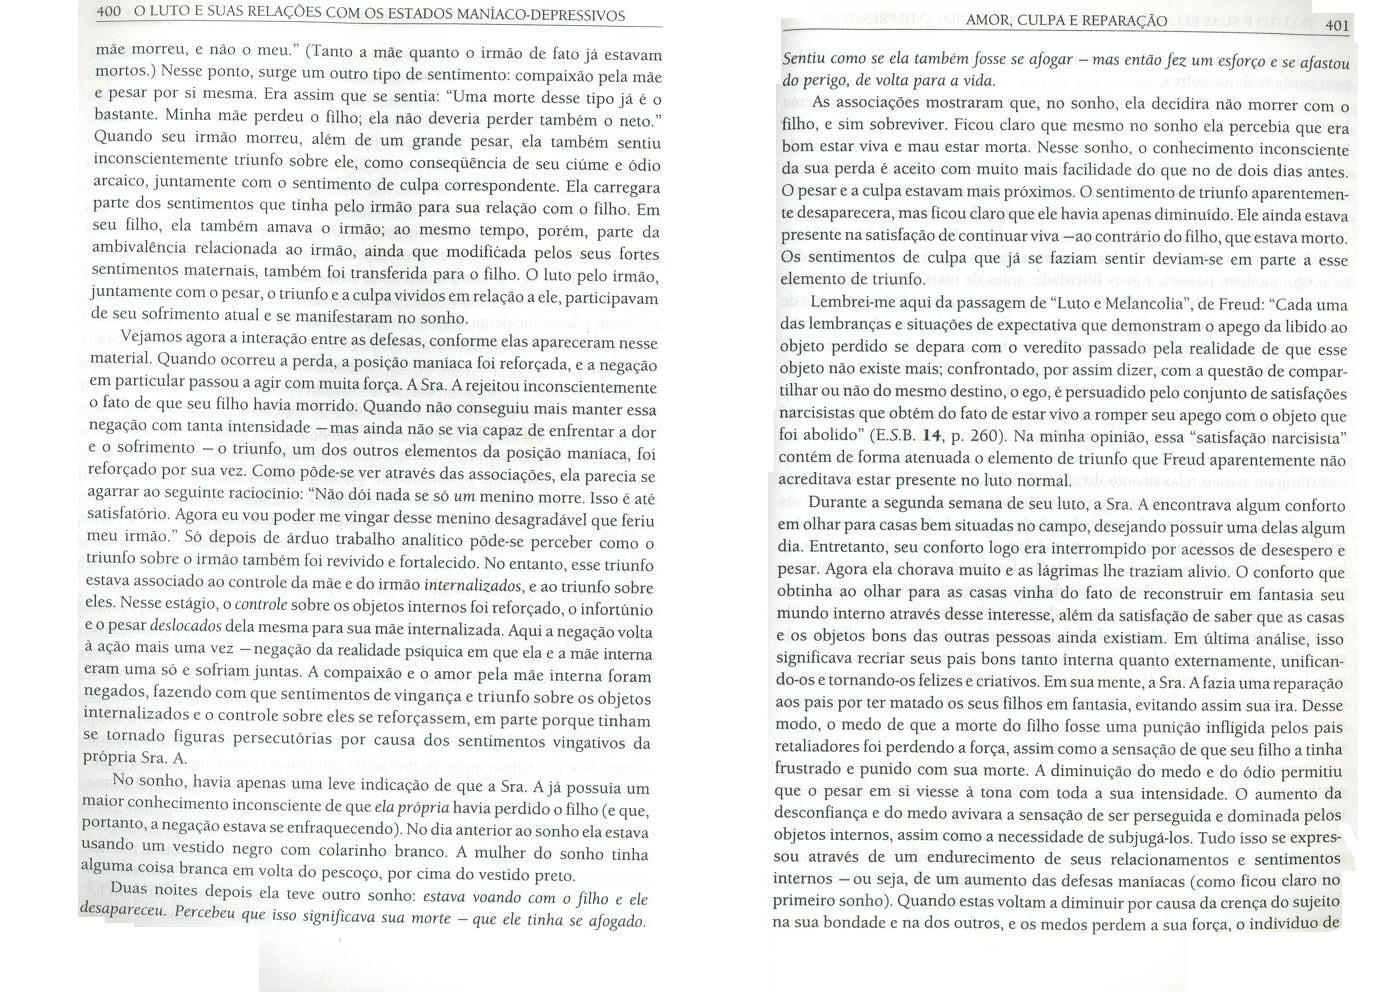 400 O LUTO E SUAS RELAÇÕES COM OS ESTADOS MANÍACO-DEPRESSIVOS
mãe morreu, e não o meu.” (Tanto a mãe quanto o irmão de fato já estavam
mortos.) Nesse ponto, surge um outro tipo de sentimento: compaixão pela mãe
e pesar por si mesma. Era assim que se sentia: “Uma morte desse tipo já é o
bastante. Minha mãe perdeu o filho; ela não deveria perder também o neto.”
Quando seu irmão morreu, além de um grande pesar, ela também sentiu
inconscientemente triunfo sobre ele, como conseqüência de seu ciúme e ódio
arcaico, juntamente com o sentimento de culpa correspondente. Ela carregara
parte dos sentimentos que tinha pelo irmão para sua relação com o filho. Em
seu filho, ela também amava o irmão; ao mesmo tempo, porém, parte da
ambivalência relacionada ao irmão, ainda que modificada pelos seus fortes
sentimentos maternais, também foi transferida para o filho. O luto pelo irmão,
juntamente com o pesar, o triunfo e a culpa vividos em relação a ele, participavam
de seu sofrimento atual e se manifestaram no sonho.
Vejamos agora a interação entre as defesas, conforme elas apareceram nesse
material. Quando ocorreu a perda, a posição maníaca foi reforçada, e a negação
em particular passou a agir com muita força. A Sra. A rejeitou inconscientemente
o fato de que seu filho havia morrido. Quando não conseguiu mais manter essa
negação com tanta intensidade – mas ainda não se via capaz de enfrentar a dor
e o sofrimento – o triunfo, um dos outros elementos da posição maníaca, foi
reforçado por sua vez. Como pôde-se ver através das associações, ela parecia se
agarrar ao seguinte raciocínio: “Não dói nada se só um menino morre. Isso é até
satisfatório. Agora eu vou poder me vingar desse menino desagradável que feriu
meu irmão.” Só depois de árduo trabalho analítico pôde-se perceber como o
triunfo sobre o irmão também foi revivido e fortalecido. No entanto, esse triunfo
estava associado ao controle da mãe e do irmão internalizados, e ao triunfo sobre
eles. Nesse estágio, o controle sobre os objetos internos foi reforçado, o infortúnio
e o pesar deslocados dela mesma para sua mãe internalizada. Aqui a negação volta
à ação mais uma vez – negação da realidade psíquica em que ela e a mãe interna
eram uma só e sofriam juntas. A compaixão e o amor pela mãe interna foram
negados, fazendo com que sentimentos de vingança e triunfo sobre os objetos
internalizados e o controle sobre eles se reforçassem, em parte porque tinham
se tornado figuras persecutórias por causa dos sentimentos vingativos da
própria Sra. A.
No sonho, havia apenas uma leve indicação de que a Sra. A já possuia um
maior conhecimento inconsciente de que ela própria havia perdido o filho (e que,
portanto, a negação estava se enfraquecendo). No dia anterior ao sonho ela estava
usando um vestido negro com colarinho branco. A mulher do sonho tinha
alguma coisa branca em volta do pescoço, por cima do vestido preto.
Duas noites depois ela teve outro sonho: estava voando com o filho e ele
desapareceu. Percebeu que isso significava sua morte – que ele tinha se afogado.
AMOR, CULPA E REPARAÇÃO 401
Sentiu como se ela também fosse se afogar – mas então fez um esforço e se afastou
do perigo, de volta para a vida.
As associações mostraram que, no sonho, ela decidira não morrer com o
filho, e sim sobreviver. Ficou claro que mesmo no sonho ela percebia que era
bom estar viva e mau estar morta. Nesse sonho, o conhecimento inconsciente
da sua perda é aceito com muito mais facilidade do que no de dois dias antes.
O pesar e a culpa estavam mais próximos. O sentimento de triunfo aparentemen-
te desaparecera, mas ficou claro que ele havia apenas diminuído. Ele ainda estava
presente na satisfação de continuar viva – ao contrário do filho, que estava morto.
Os sentimentos de culpa que já se faziam sentir deviam-se em parte a esse
elemento de triunfo.
Lembrei-me aqui da passagem de “Luto e Melancolia”, de Freud: “Cada uma
das lembranças e situações de expectativa que demonstram o apego da libido ao
objeto perdido se depara com o veredito passado pela realidade de que esse
objeto não existe mais; confrontado, por assim dizer, com a questão de compar-
tilhar ou não do mesmo destino, o ego, é persuadido pelo conjunto de satisfações
narcisistas que obtém do fato de estar vivo a romper seu apego com o objeto que
foi abolido” (E.S.B. 14, p. 260). Na minha opinião, essa “satisfação narcisista”
contém de forma atenuada o elemento de triunfo que Freud aparentemente não
acreditava estar presente no luto normal.
Durante a segunda semana de seu luto, a Sra. A encontrava algum conforto
em olhar para casas bem situadas no campo, desejando possuir uma delas algum
dia. Entretanto, seu conforto logo era interrompido por acessos de desespero e
pesar. Agora ela chorava muito e as lágrimas lhe traziam alívio. O conforto que
obtinha ao olhar para as casas vinha do fato de reconstruir em fantasia seu
mundo interno através desse interesse, além da satisfação de saber que as casas
e os objetos bons das outras pessoas ainda existiam. Em última análise, isso
significava recriar seus pais bons tanto interna quanto externamente, unifican-
do-os e tornando-os felizes e criativos. Em sua mente, a Sra. A fazia uma reparação
aos pais por ter matado os seus filhos em fantasia, evitando assim sua ira. Desse
modo, o medo de que a morte do filho fosse uma punição infligida pelos pais
retaliadores foi perdendo a força, assim como a sensação de que seu filho a tinha
frustrado e punido com sua morte. A diminuição do medo e do ódio permitiu
que o pesar em si viesse à tona com toda a sua intensidade. O aumento da
desconfiança e do medo avivara a sensação de ser perseguida e dominada pelos
objetos internos, assim como a necessidade de subjugá-los. Tudo isso se expres-
sou através de um endurecimento de seus relacionamentos e sentimentos
internos – ou seja, de um aumento das defesas maníacas (como ficou claro no
primeiro sonho). Quando estas voltam a diminuir por causa da crença do sujeito
na sua bondade e na dos outros, e os medos perdem a sua força, o indivíduo de